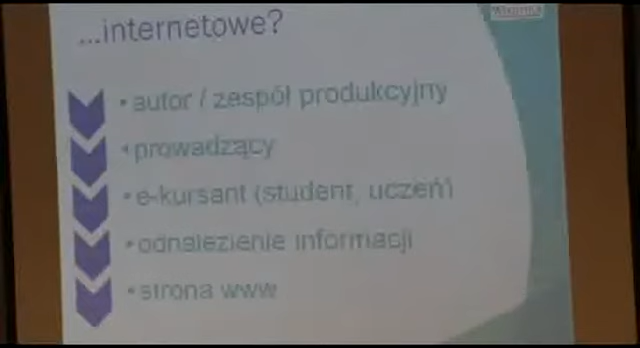 ...internetowe?
• autor / zespół produkcyjny
• prowadzący
• e-kursant (student, uczeń)
• odnalezienie informacji
• strona www